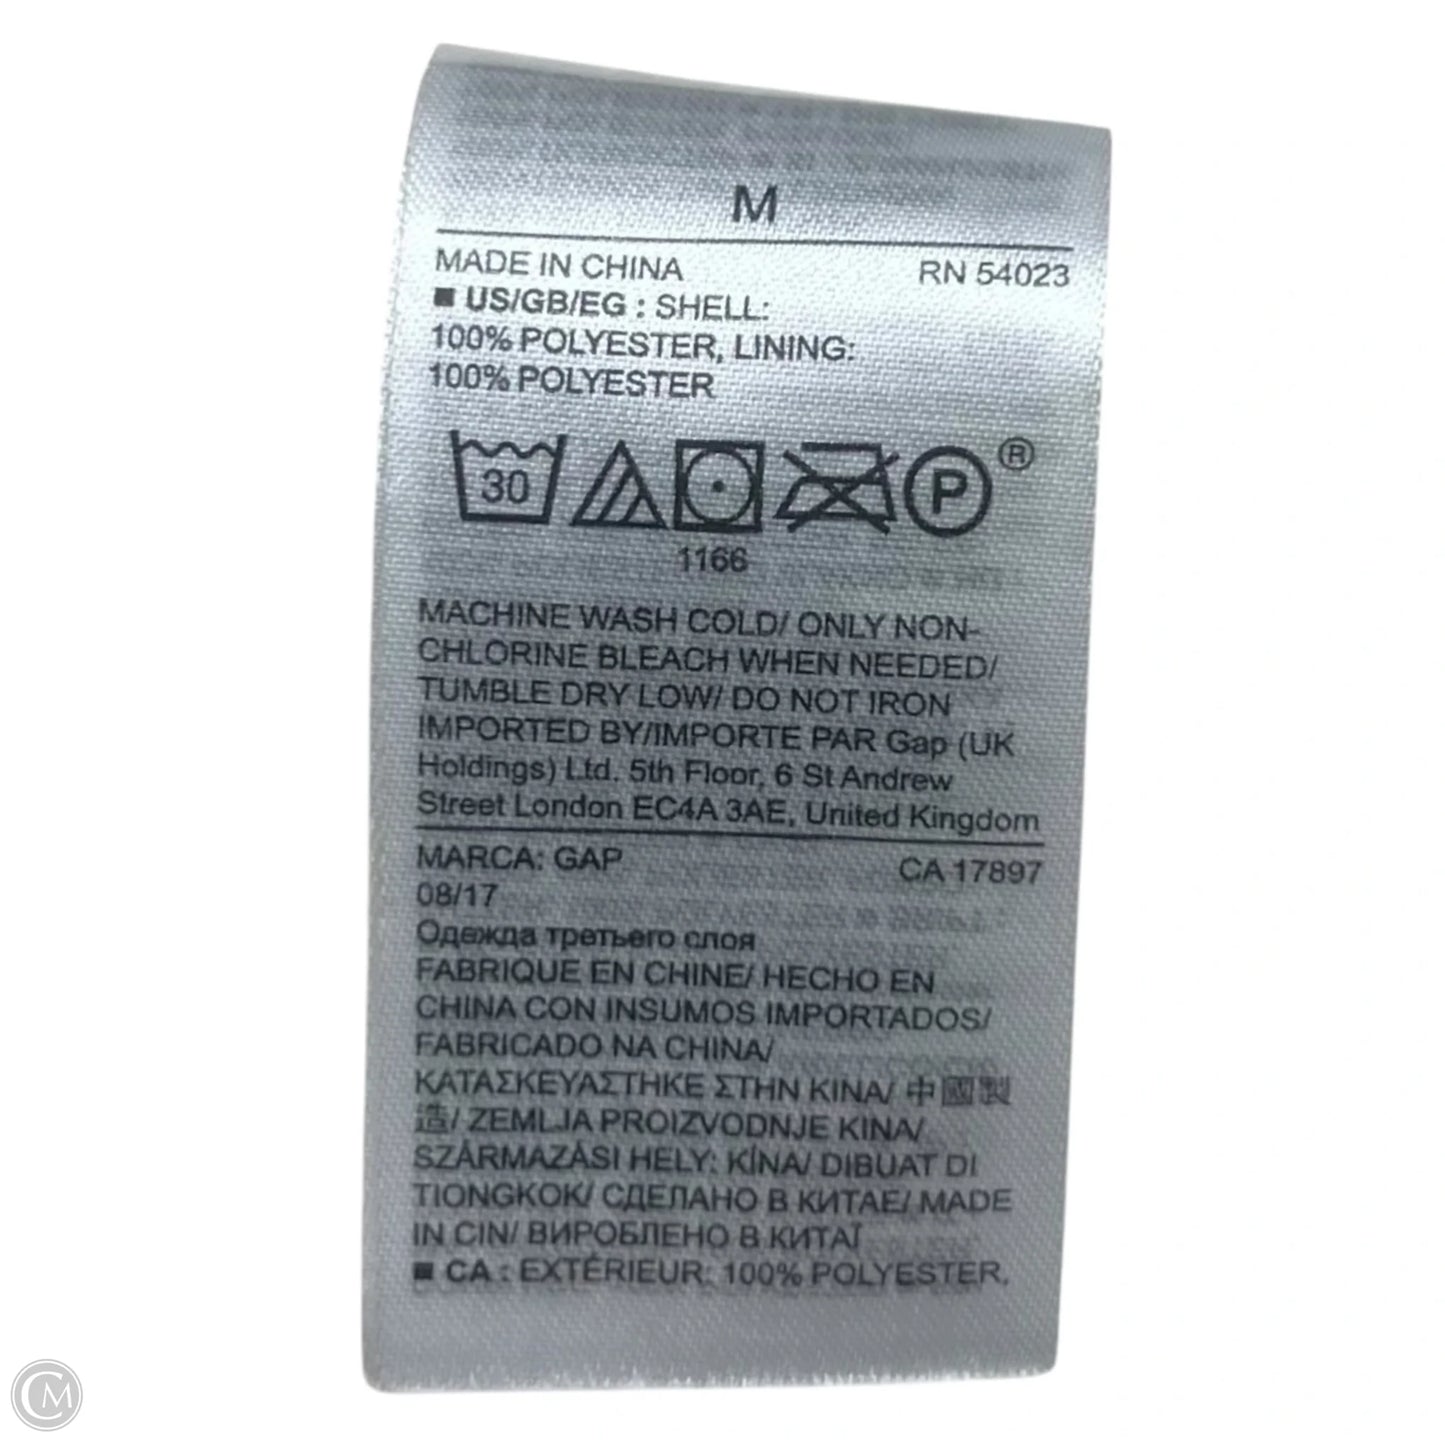 M
MADE IN CHINA RN 54023
■ US/GB/EG : SHELL:
100% POLYESTER, LINING:
100% POLYESTER
30 P ®
1166
MACHINE WASH COLD/ ONLY NON-
CHLORINE BLEACH WHEN NEEDED/
TUMBLE DRY LOW/ DO NOT IRON
IMPORTED BY/IMPORTE PAR Gap (UK
Holdings) Ltd. 5th Floor, 6 St Andrew
Street London EC4A 3AE, United Kingdom
MARCA: GAP CA 17897
08/17
Одежда третьего слоя
FABRIQUE EN CHINE/ HECHO EN
CHINA CON INSUMOS IMPORTADOS/
FABRICADO NA CHINA/
ΚΑΤΑΣΚΕΥΑΣΤΗΚΕ ΣΤΗΝ ΚΙΝΑ/ 中國製
造/ ZEMLJA PROIZVODNJE KINA/
SZÁRMAZÁSI HELY: KÍNA/ DIBUAT DI
TIONGKOK/ СДЕЛАНО В КИТАЕ/ MADE
IN CIN/ ВИРОБЛЕНО В КИТАЇ
■ CA : EXTÉRIEUR: 100% POLYESTER,
CM